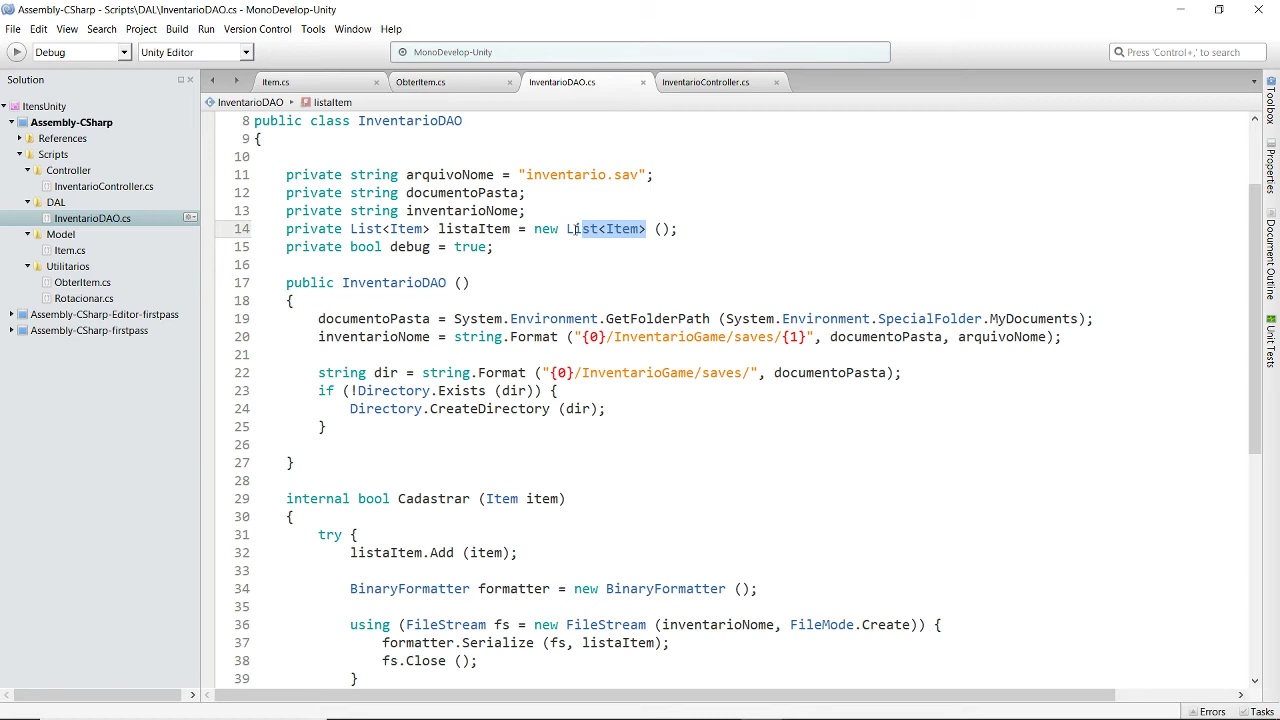 Assembly-CSharp - Scripts\DAL\InventarioDAO.cs - MonoDevelop-Unity
File Edit View Search Project Build Run Version Control Tools Window Help
Debug Unity Editor MonoDevelop-Unity Press 'Control+,' to search
Solution
ItensUnity
Assembly-CSharp
References
Scripts
Controller
InventarioController.cs
DAL
InventarioDAO.cs
Model
Item.cs
Utilitarios
ObterItem.cs
Rotacionar.cs
Assembly-CSharp-Editor-firstpass
Assembly-CSharp-firstpass
Item.cs ObterItem.cs InventarioDAO.cs InventarioController.cs
InventarioDAO listaItem
8 public class InventarioDAO
9 {
10
11 private string arquivoNome = "inventario.sav";
12 private string documentoPasta;
13 private string inventarioNome;
14 private List<Item> listaItem = new List<Item> ();
15 private bool debug = true;
16
17 public InventarioDAO ()
18 {
19 documentoPasta = System.Environment.GetFolderPath (System.Environment.SpecialFolder.MyDocuments);
20 inventarioNome = string.Format ("{0}/InventarioGame/saves/{1}", documentoPasta, arquivoNome);
21
22 string dir = string.Format ("{0}/InventarioGame/saves/", documentoPasta);
23 if (!Directory.Exists (dir)) {
24 Directory.CreateDirectory (dir);
25 }
26
27 }
28
29 internal bool Cadastrar (Item item)
30 {
31 try {
32 listaItem.Add (item);
33
34 BinaryFormatter formatter = new BinaryFormatter ();
35
36 using (FileStream fs = new FileStream (inventarioNome, FileMode.Create)) {
37 formatter.Serialize (fs, listaItem);
38 fs.Close ();
39 }
Toolbox
Properties
Document Outline
Unit Tests
Errors Tasks